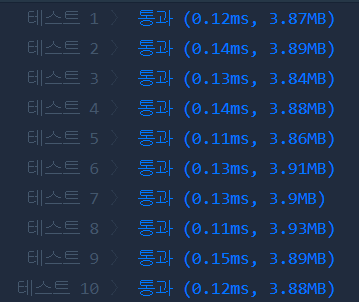 테스트 1 〉 통과 (0.12ms, 3.87MB)
테스트 2 〉 통과 (0.14ms, 3.89MB)
테스트 3 〉 통과 (0.13ms, 3.84MB)
테스트 4 〉 통과 (0.14ms, 3.88MB)
테스트 5 〉 통과 (0.11ms, 3.86MB)
테스트 6 〉 통과 (0.13ms, 3.91MB)
테스트 7 〉 통과 (0.13ms, 3.9MB)
테스트 8 〉 통과 (0.11ms, 3.93MB)
테스트 9 〉 통과 (0.15ms, 3.89MB)
테스트 10 〉 통과 (0.12ms, 3.88MB)